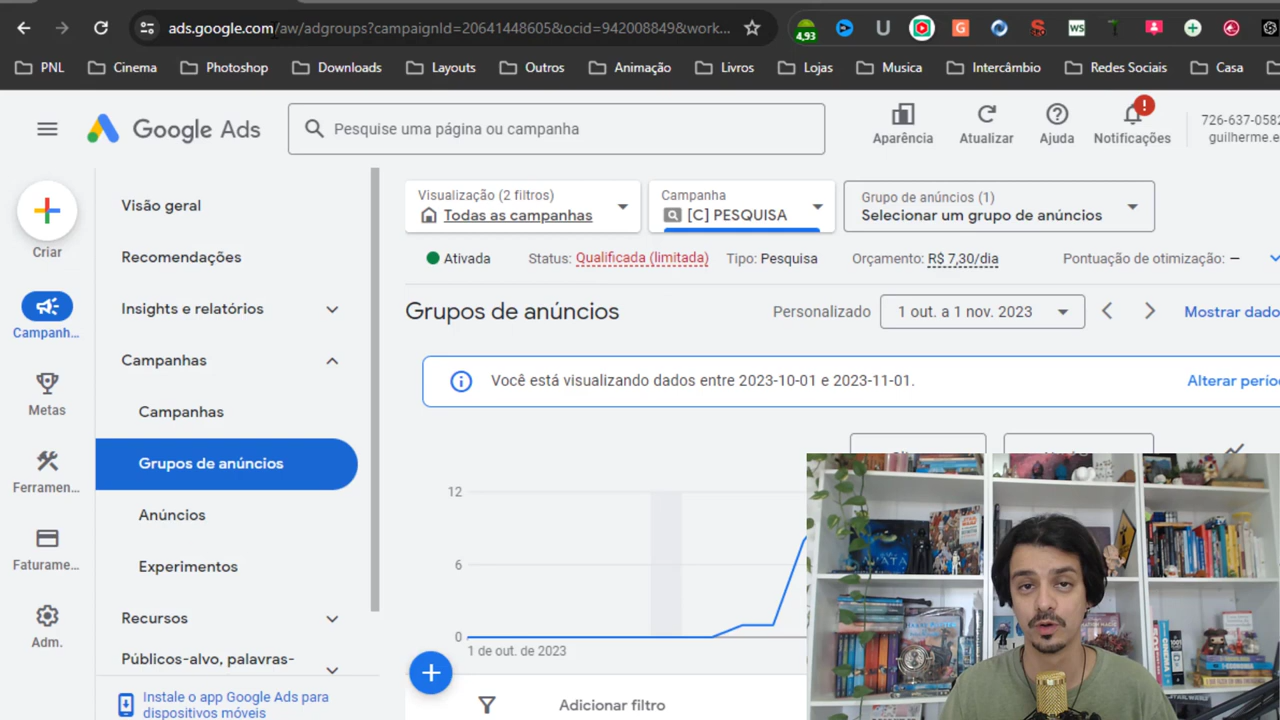 ads.google.com/aw/adgroups?campaignId=20641448605&ocid=942008849&work...
4,93
U
G
WS
PNL
Cinema
Photoshop
Downloads
Layouts
Outros
Animação
Livros
Lojas
Musica
Intercâmbio
Redes Sociais
Casa
Google Ads
Pesquise uma página ou campanha
Aparência
Atualizar
Ajuda
Notificações
726-637-0582
guilherme.e
Criar
Campanh...
Metas
Ferramen...
Faturame...
Adm.
Visão geral
Recomendações
Insights e relatórios
Campanhas
Campanhas
Grupos de anúncios
Anúncios
Experimentos
Recursos
Públicos-alvo, palavras-
Instale o app Google Ads para
dispositivos móveis
Visualização (2 filtros)
Todas as campanhas
Campanha
[C] PESQUISA
Grupo de anúncios (1)
Selecionar um grupo de anúncios
Ativada
Status: Qualificada (limitada)
Tipo: Pesquisa
Orçamento: R$ 7,30/dia
Pontuação de otimização: –
Grupos de anúncios
Personalizado
1 out. a 1 nov. 2023
Mostrar dado
Você está visualizando dados entre 2023-10-01 e 2023-11-01.
Alterar perío
12
6
0
1 de out. de 2023
Adicionar filtro